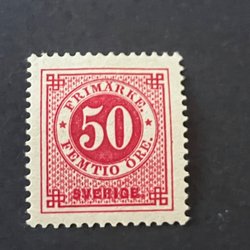 FRIMÄRKE.
50
FEMTIO ÖRE.
SVERIGE.